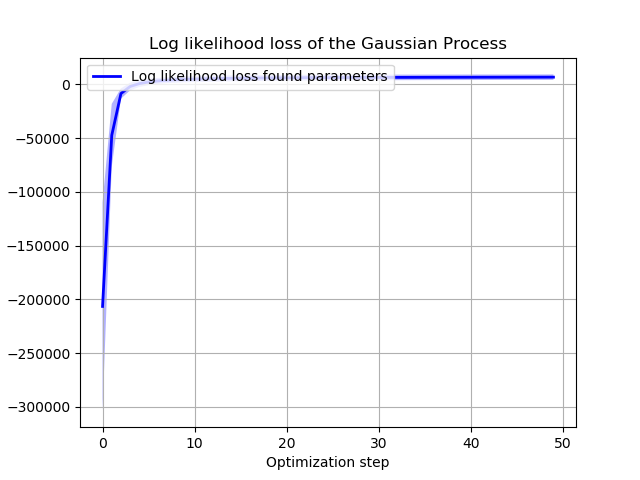 Log likelihood loss of the Gaussian Process
Log likelihood loss found parameters
0
−50000
−100000
−150000
−200000
−250000
−300000
0 10 20 30 40 50
Optimization step